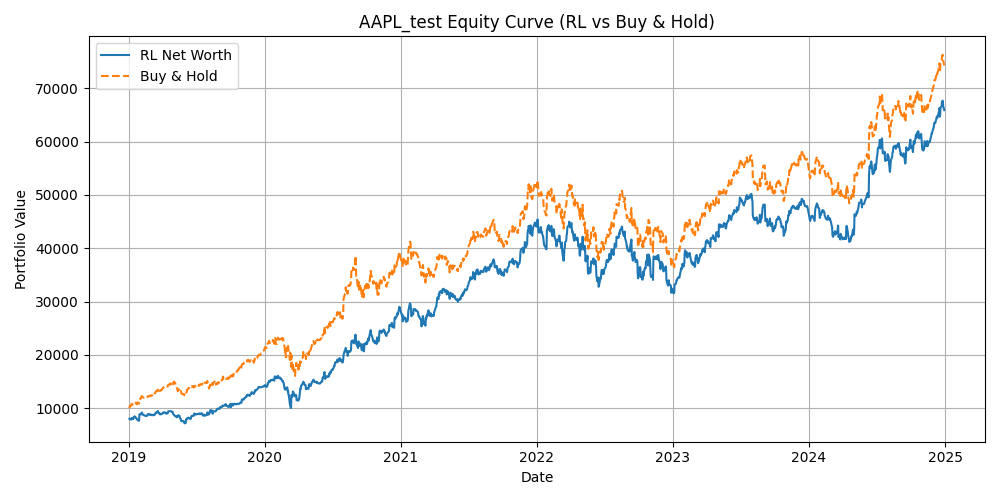 AAPL_test Equity Curve (RL vs Buy & Hold)
RL Net Worth
Buy & Hold
Portfolio Value
70000
60000
50000
40000
30000
20000
10000
2019 2020 2021 2022 2023 2024 2025
Date